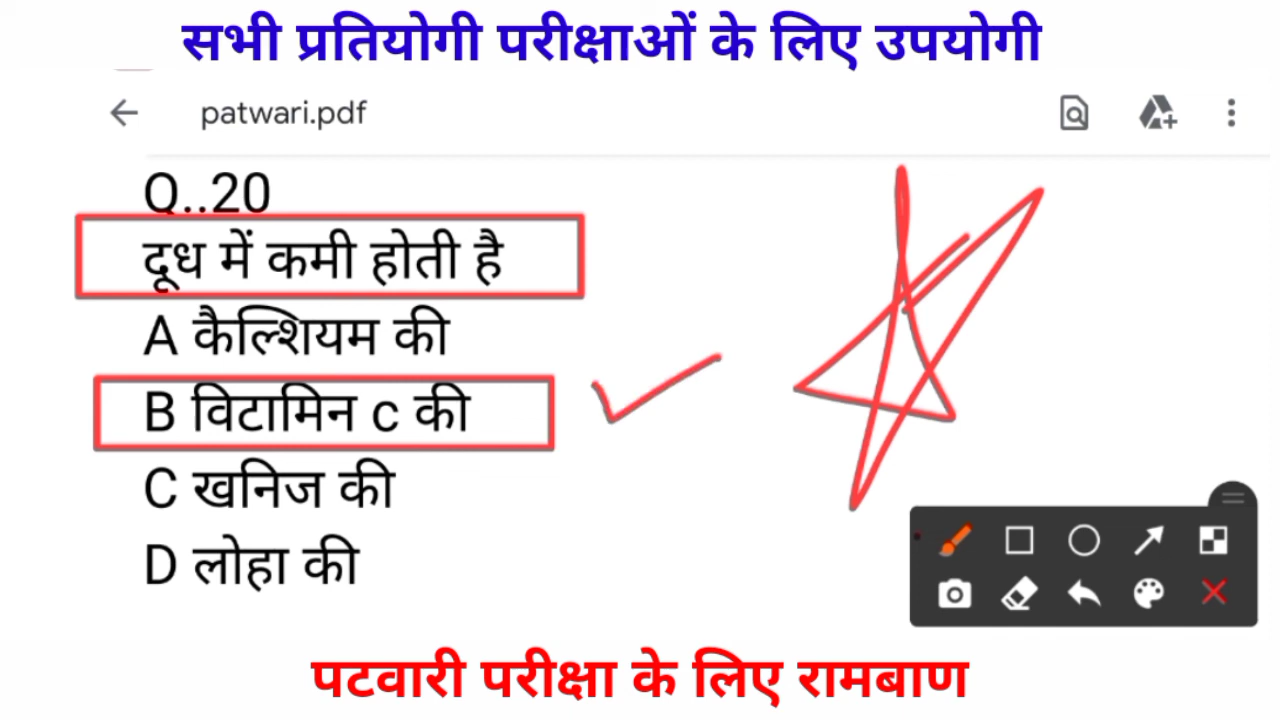 सभी प्रतियोगी परीक्षाओं के लिए उपयोगी
patwari.pdf
Q..20
दूध में कमी होती है
A कैल्शियम की
B विटामिन c की
C खनिज की
D लोहा की
पटवारी परीक्षा के लिए रामबाण